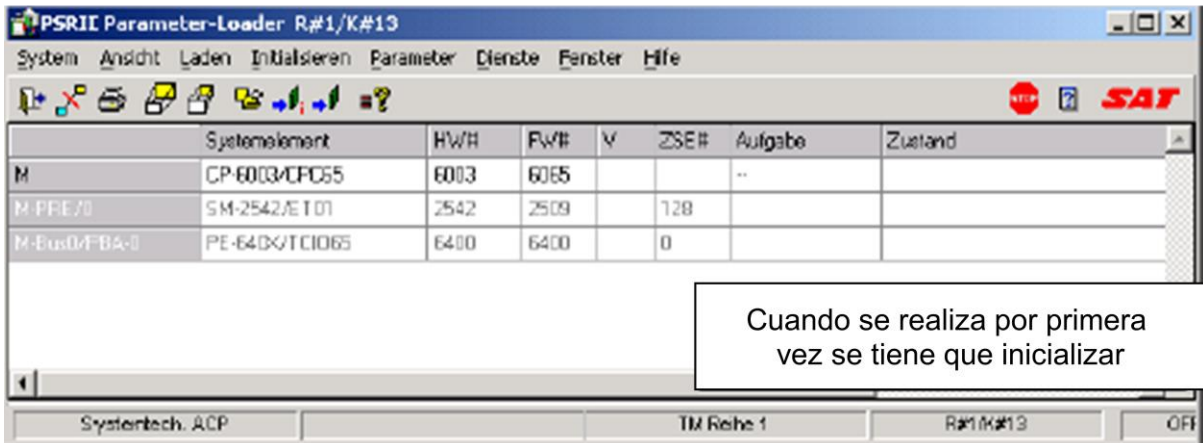 PSRII Parameter-Loader R#1/K#13
System Ansicht Laden Initialisieren Parameter Dienste Fenster Hilfe
STOP SAT
Systemelement HW# FW# V ZSE# Aufgabe Zustand
M CP-6003/CPC65 6003 6065 --
M-PRE/0 SM-2542/ET01 2542 2509 128
M-Bus0/PBA-0 PE-640X/TCIO65 6400 6400 0
Cuando se realiza por primera
vez se tiene que inicializar
Systemtech. ACP TM Reihe 1 R#1/K#13 OFF